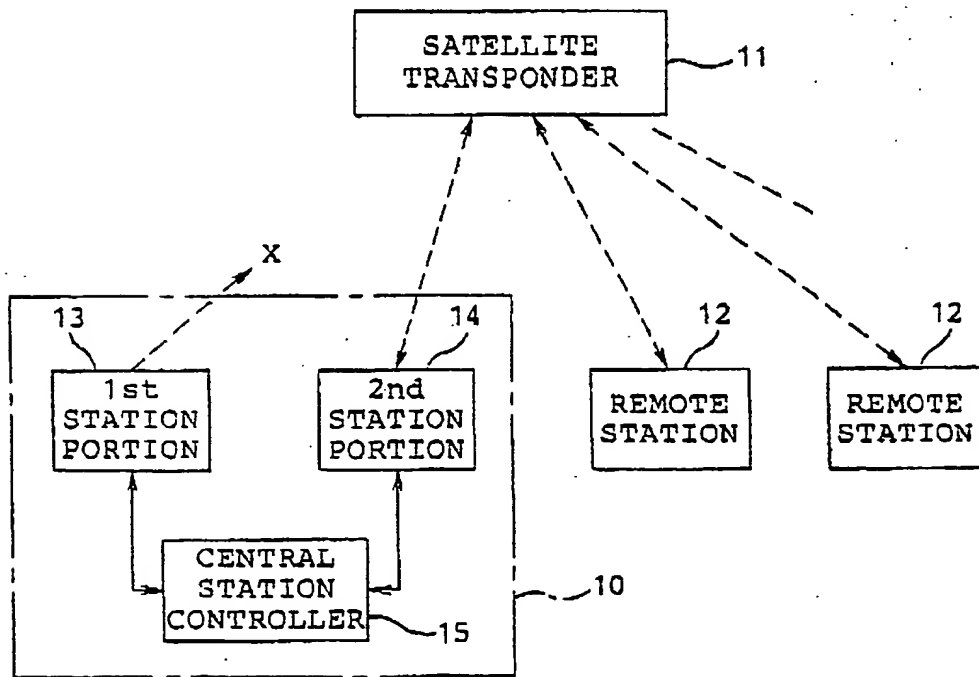 SATELLITE
TRANSPONDER
11
X
13
14
12
12
1st
STATION
PORTION
2nd
STATION
PORTION
REMOTE
STATION
REMOTE
STATION
CENTRAL
STATION
CONTROLLER
10
15